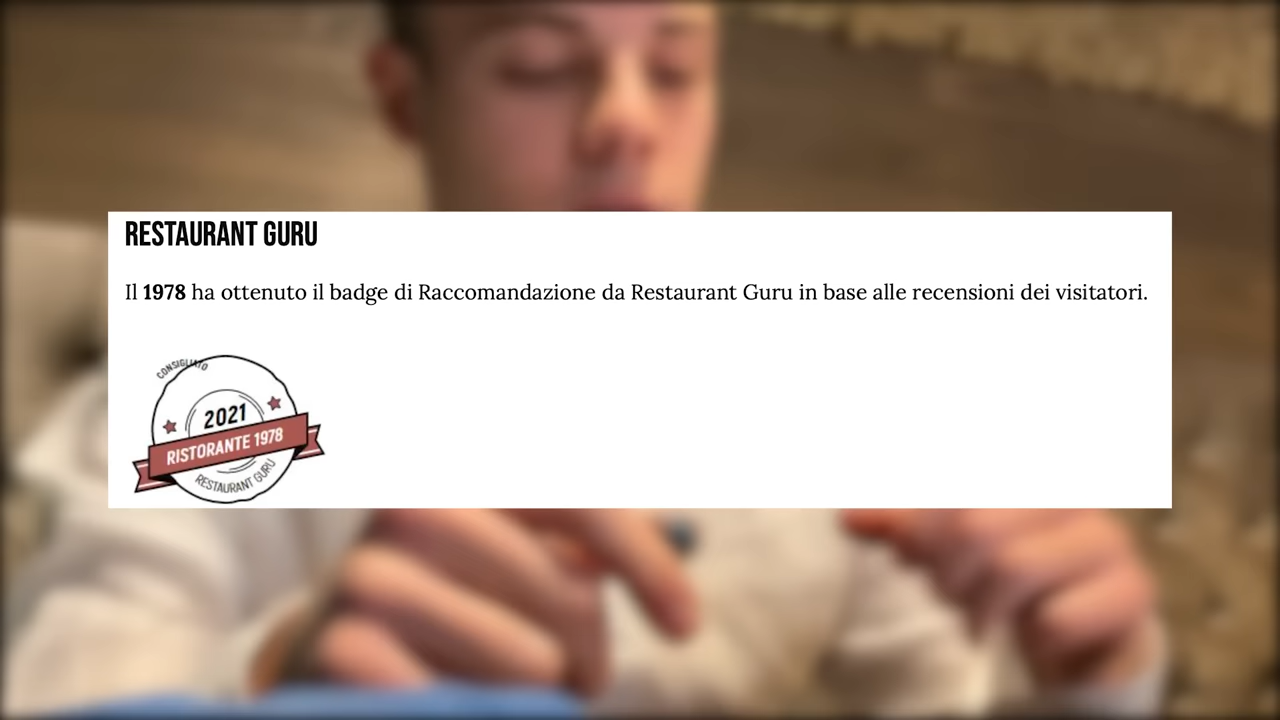 RESTAURANT GURU
Il 1978 ha ottenuto il badge di Raccomandazione da Restaurant Guru in base alle recensioni dei visitatori.
CONSIGLIATO
2021
RISTORANTE 1978
RESTAURANT GURU